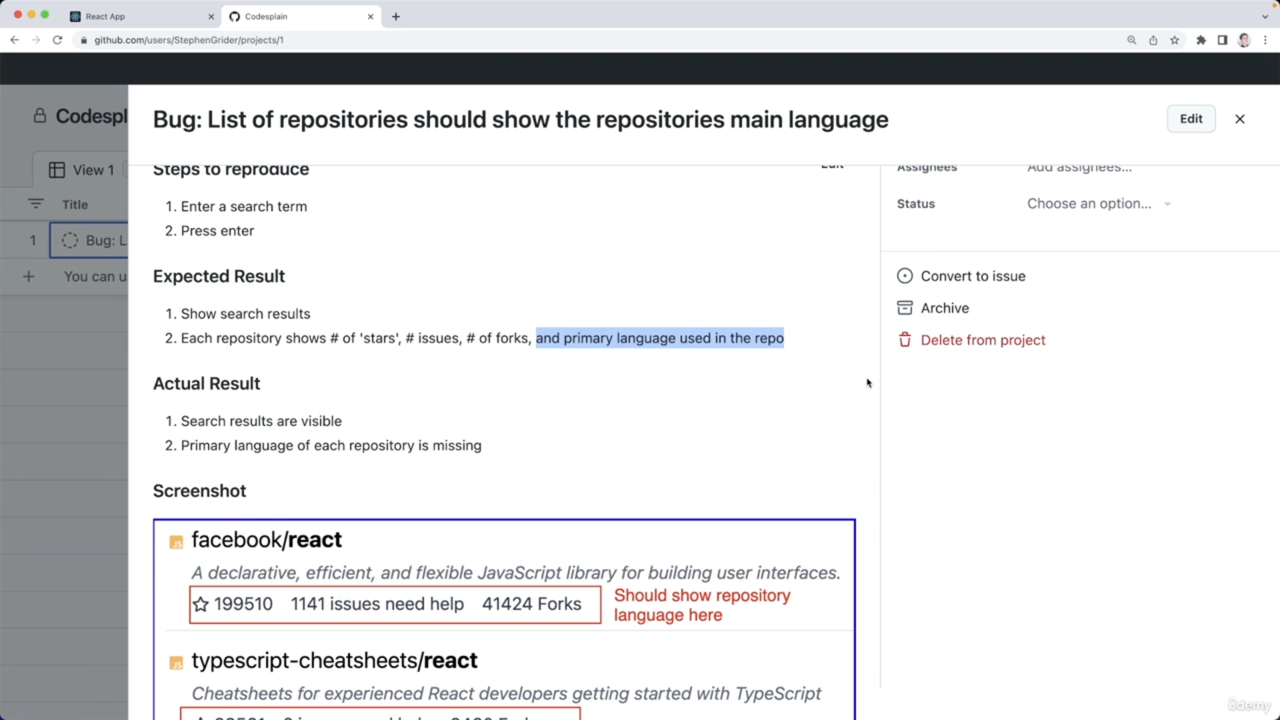 React App
Codesplain
github.com/users/StephenGrider/projects/1
Codespl
Bug: List of repositories should show the repositories main language
Edit
View 1
Title
1
Bug: L
You can u
Steps to reproduce
Edit
1. Enter a search term
2. Press enter
Expected Result
1. Show search results
2. Each repository shows # of 'stars', # issues, # of forks, and primary language used in the repo
Actual Result
1. Search results are visible
2. Primary language of each repository is missing
Screenshot
JS facebook/react
A declarative, efficient, and flexible JavaScript library for building user interfaces.
199510 1141 issues need help 41424 Forks
Should show repository
language here
JS typescript-cheatsheets/react
Cheatsheets for experienced React developers getting started with TypeScript
Assignees
Add assignees...
Status
Choose an option...
Convert to issue
Archive
Delete from project
ûdemy